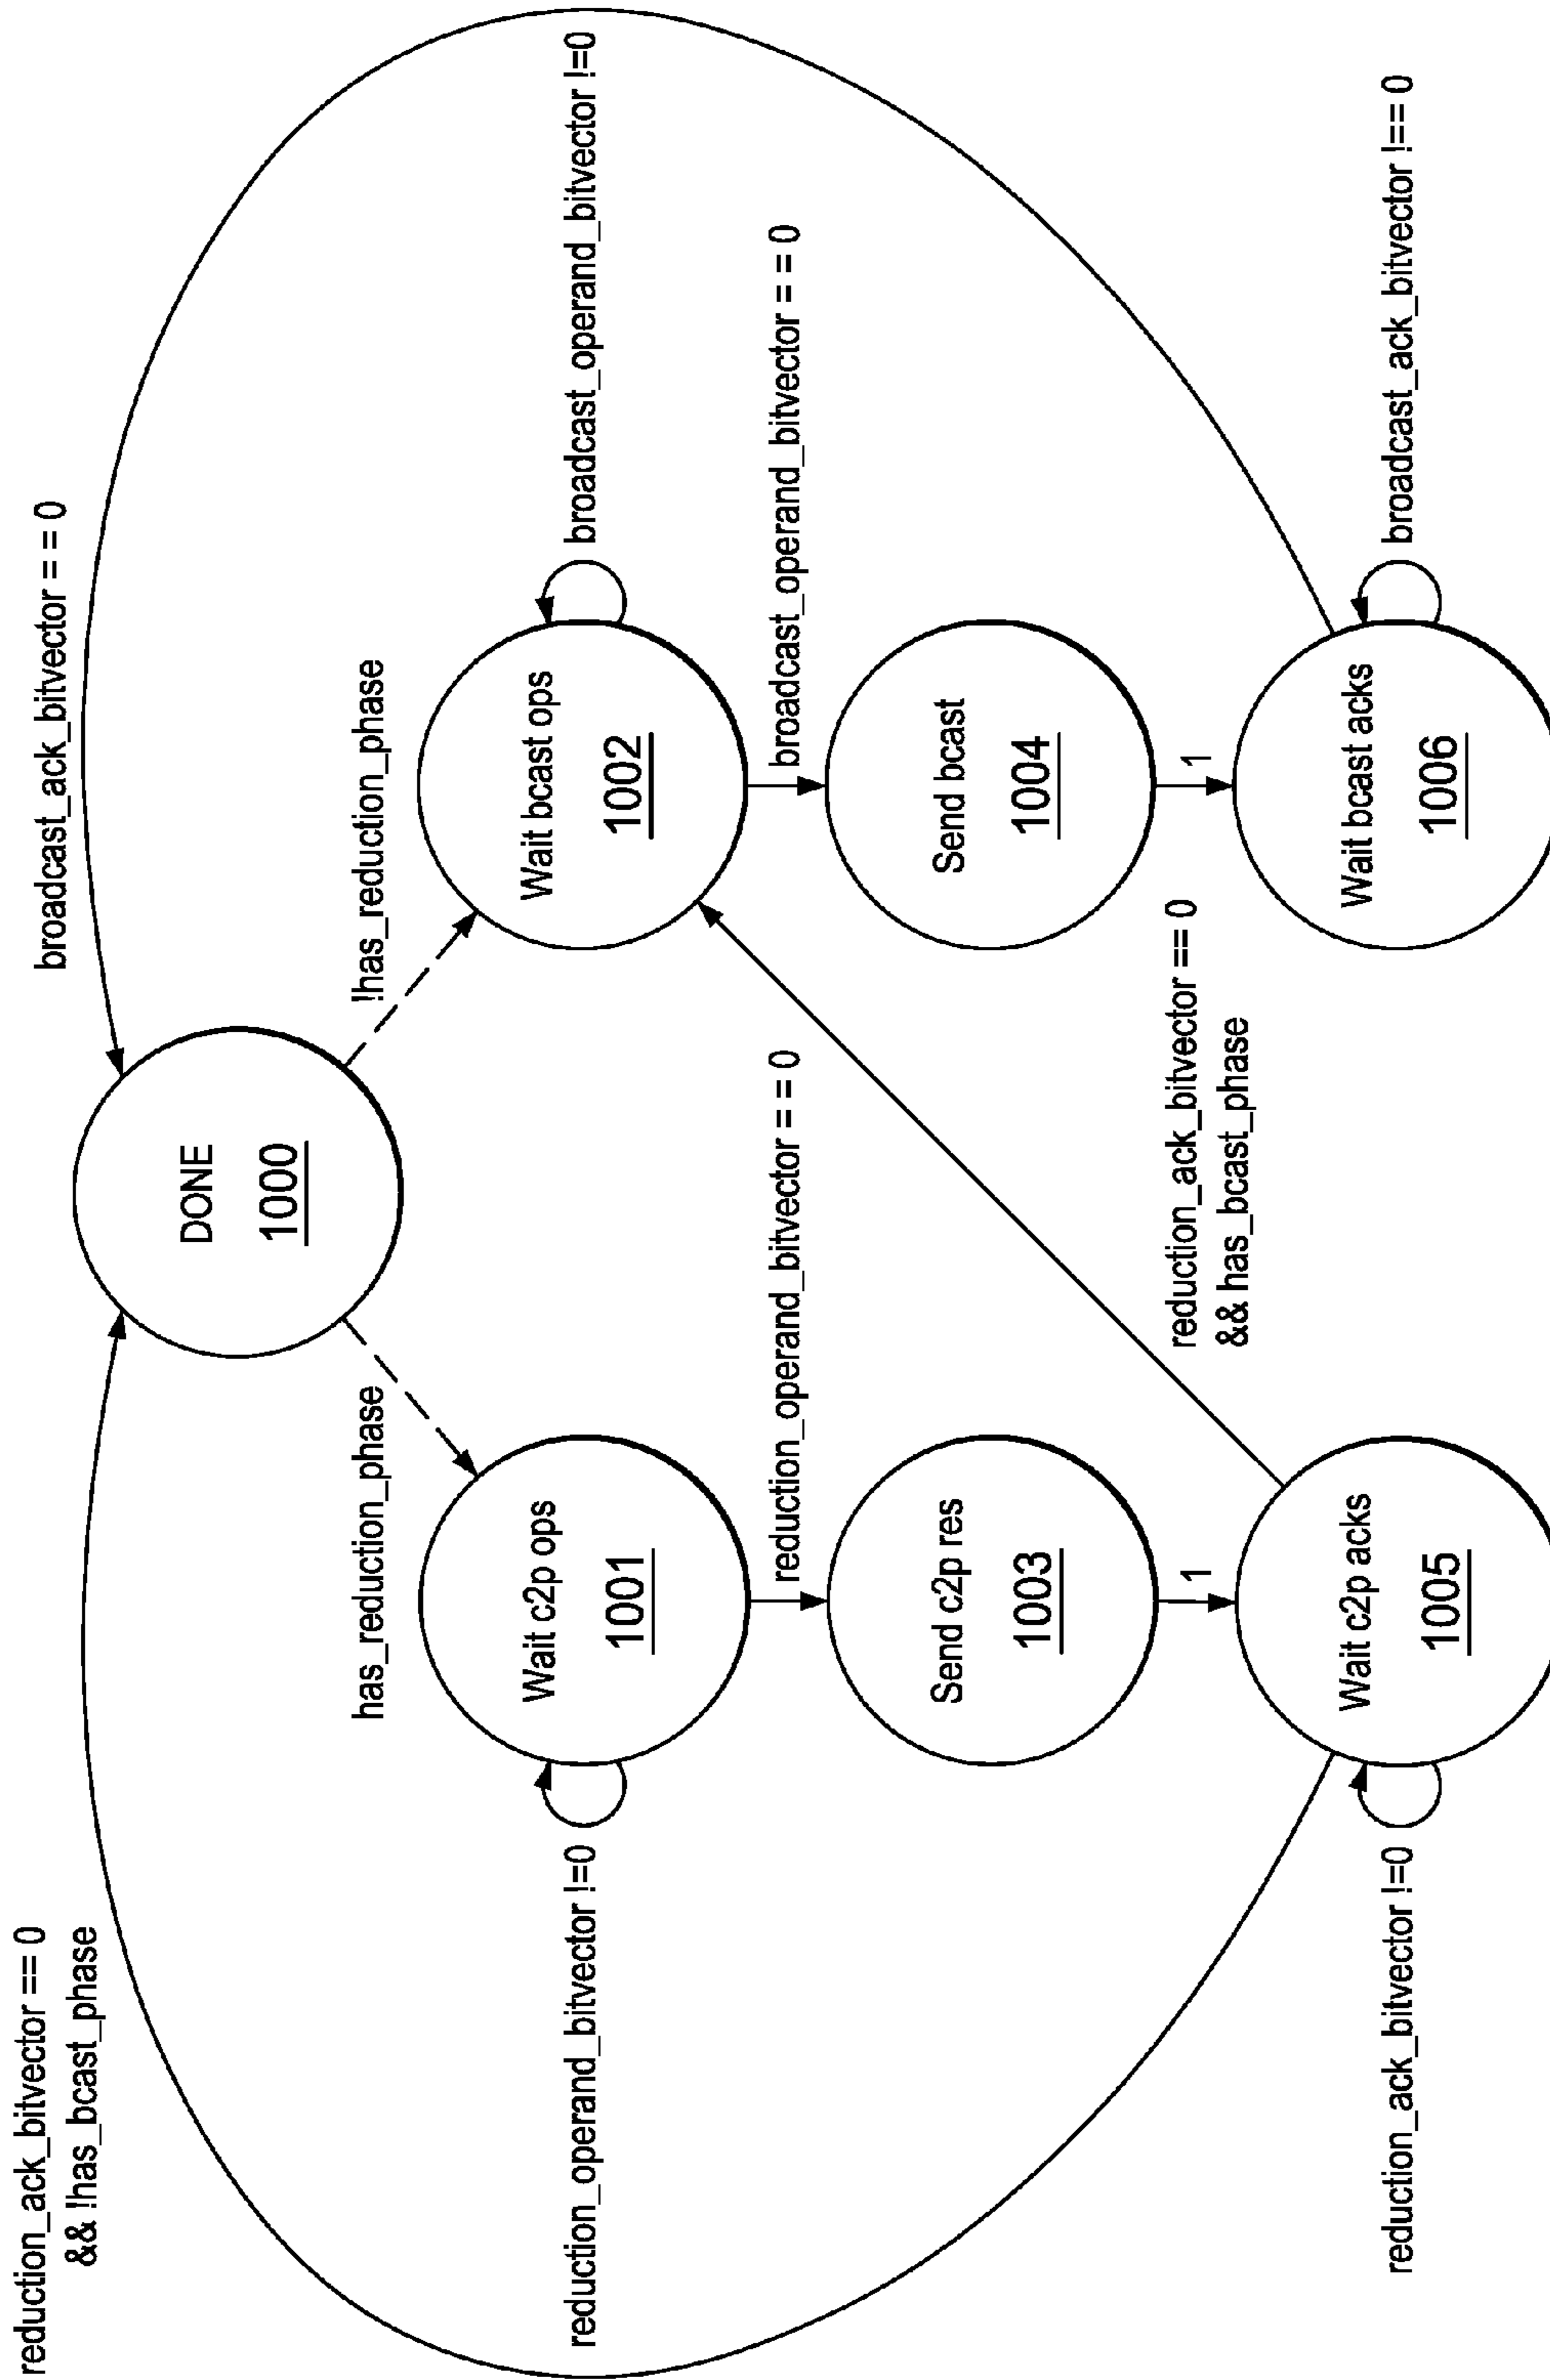 reduction_ack_bitvector == 0
&& !has_bcast_phase
broadcast_ack_bitvector = = 0
DONE
1000
has_reduction_phase
!has_reduction_phase
reduction_operand_bitvector !=0
Wait c2p ops
1001
Wait bcast ops
1002
broadcast_operand_bitvector !=0
reduction_operand_bitvector = = 0
broadcast_operand_bitvector = = 0
Send c2p res
1003
Send bcast
1004
1
reduction_ack_bitvector == 0
&& has_bcast_phase
1
reduction_ack_bitvector !=0
Wait c2p acks
1005
Wait bcast acks
1006
broadcast_ack_bitvector !== 0